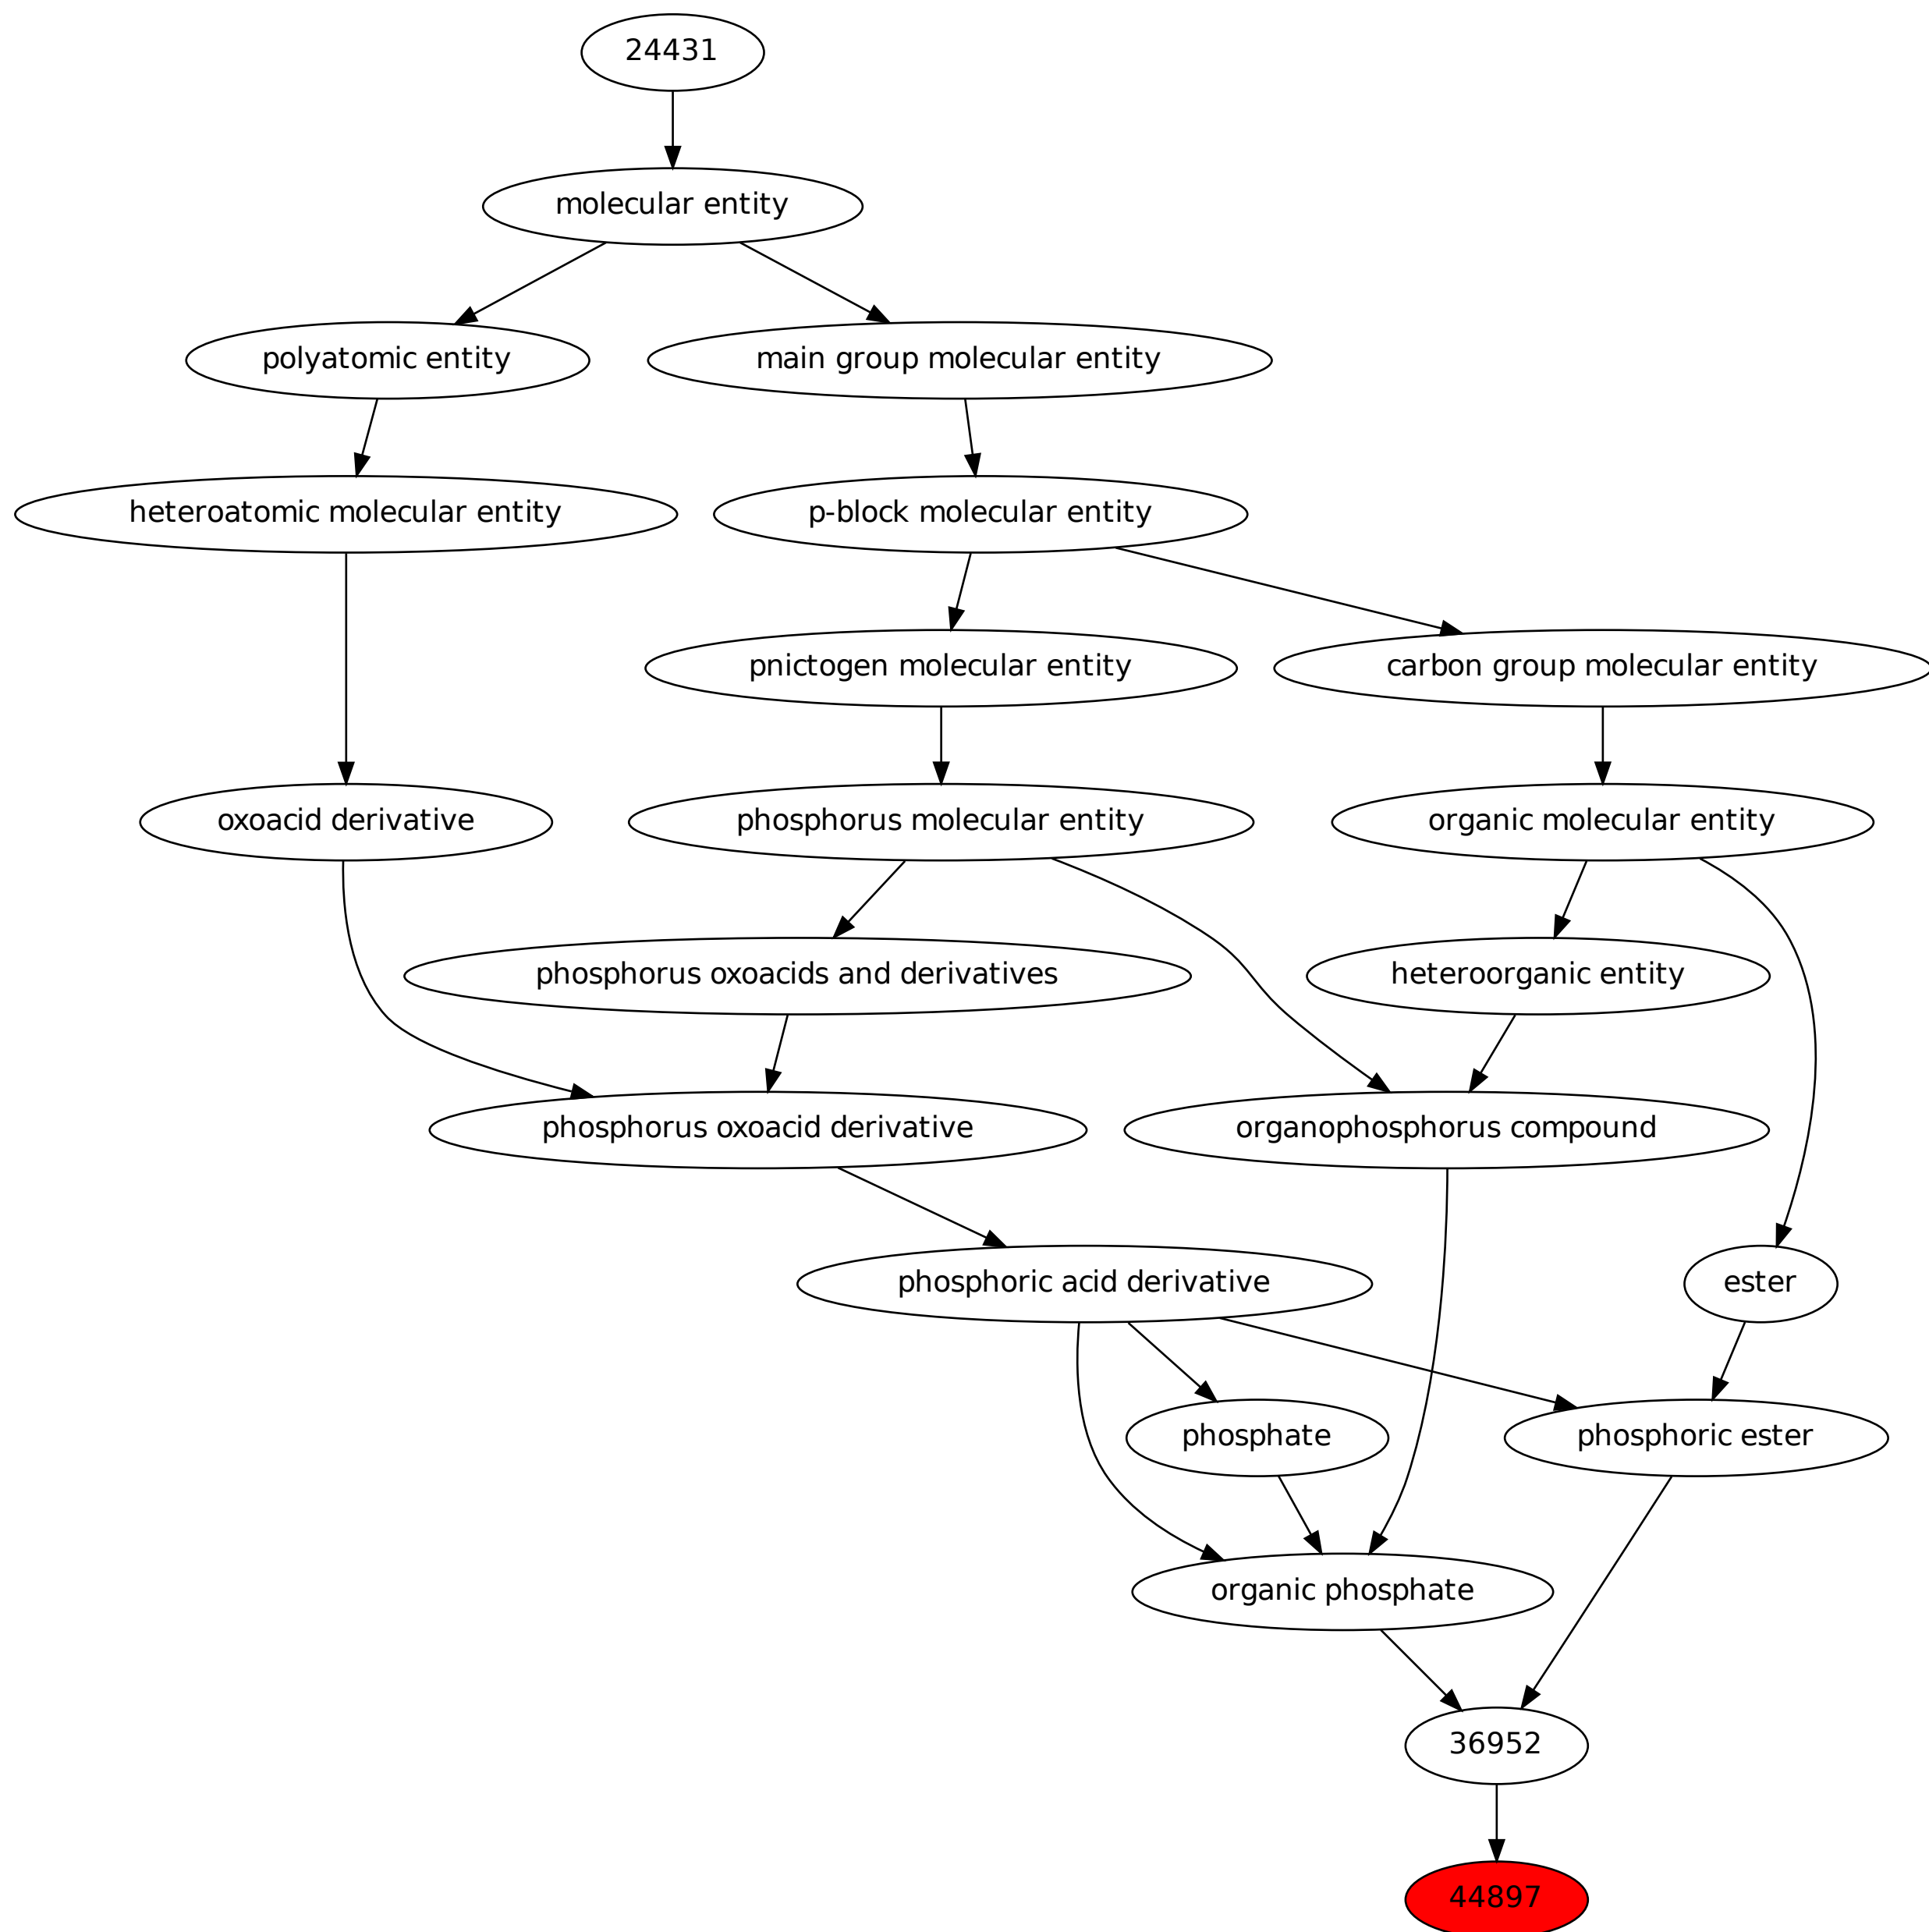 24431
molecular entity
polyatomic entity
main group molecular entity
heteroatomic molecular entity
p-block molecular entity
pnictogen molecular entity
carbon group molecular entity
oxoacid derivative
phosphorus molecular entity
organic molecular entity
phosphorus oxoacids and derivatives
heteroorganic entity
phosphorus oxoacid derivative
organophosphorus compound
phosphoric acid derivative
ester
phosphate
phosphoric ester
organic phosphate
36952
44897